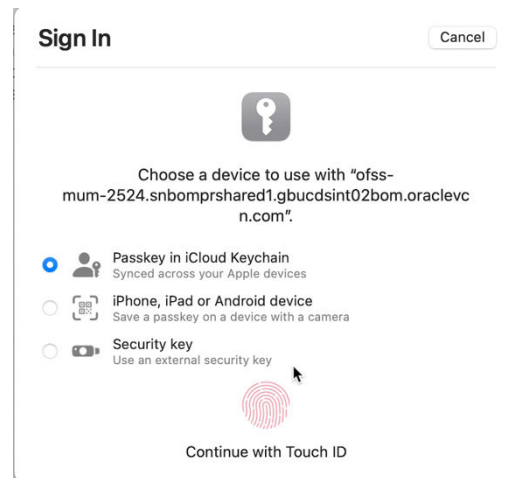 Sign In
Cancel
Choose a device to use with “ofss-
mum-2524.snbomprshared1.gbucdsint02bom.oraclevc
n.com”.
Passkey in iCloud Keychain
Synced across your Apple devices
iPhone, iPad or Android device
Save a passkey on a device with a camera
Security key
Use an external security key
Continue with Touch ID